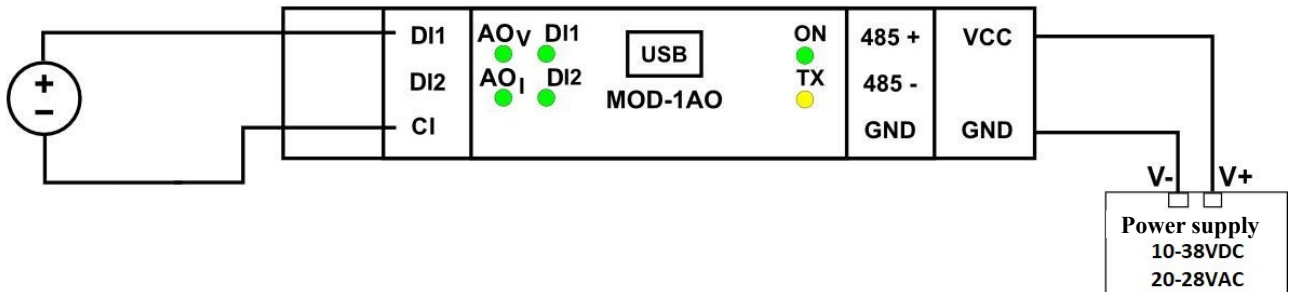 DI1
DI2
CI
AOV DI1
AOI DI2
USB
MOD-1AO
ON
TX
485 +
485 -
GND
VCC
GND
+
−
V- V+
Power supply
10-38VDC
20-28VAC